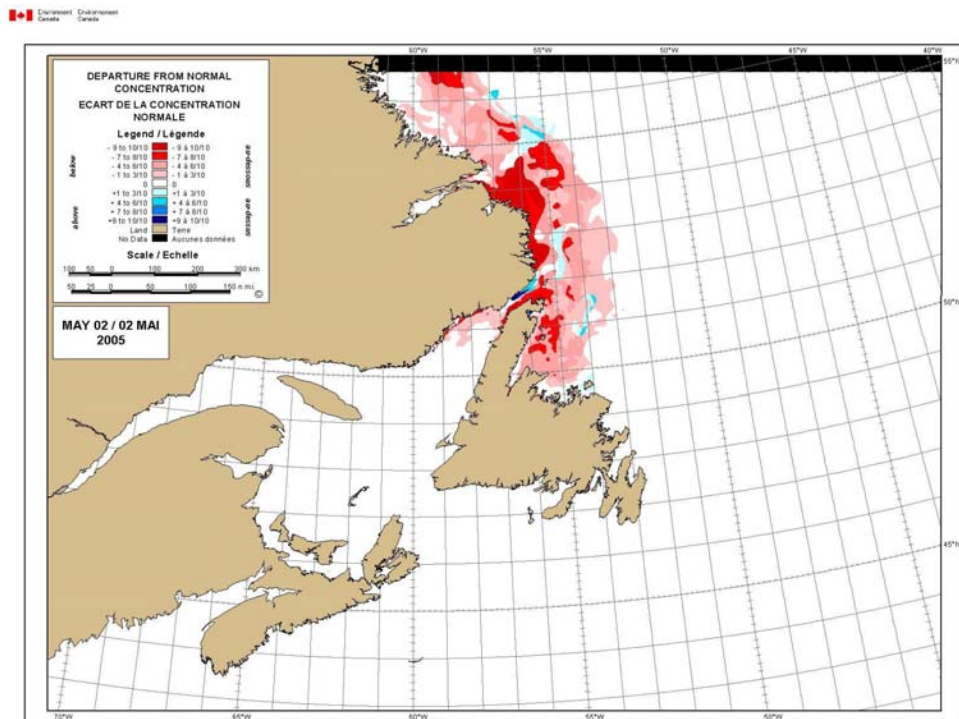 Environment Environnement
Canada Canada
60°W 55°W 50°W 45°W 40°W
DEPARTURE FROM NORMAL
CONCENTRATION
ECART DE LA CONCENTRATION
NORMALE
Legend / Légende
below
au-dessous
- 9 to 10/10 - 9 à 10/10
- 7 to 8/10 - 7 à 8/10
- 4 to 6/10 - 4 à 6/10
- 1 to 3/10 - 1 à 3/10
0 0
+1 to 3/10 + 1 à 3/10
+ 4 to 6/10 + 4 à 6/10
+ 7 to 8/10 + 7 à 8/10
+9 to 10/10 +9 à 10/10
above
au-dessus
Land Terre
No Data Aucunes données
Scale / Echelle
100 50 0 100 200 300 km
50 25 0 50 100 150 n mi.
©
MAY 02 / 02 MAI
2005
55°N
50°N
45°N
70°W 65°W 60°W 55°W 50°W